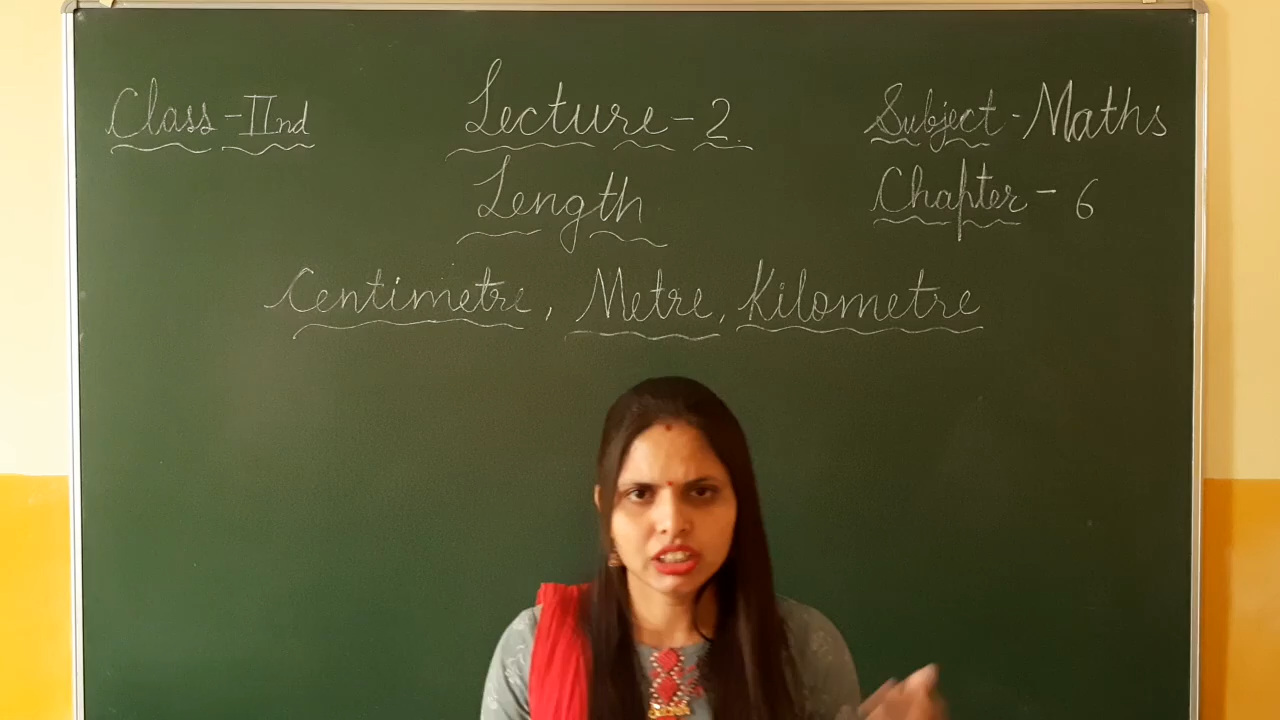 Class-IInd Lecture-2. Subject-Maths
Length Chapter-6
Centimetre, Metre, Kilometre